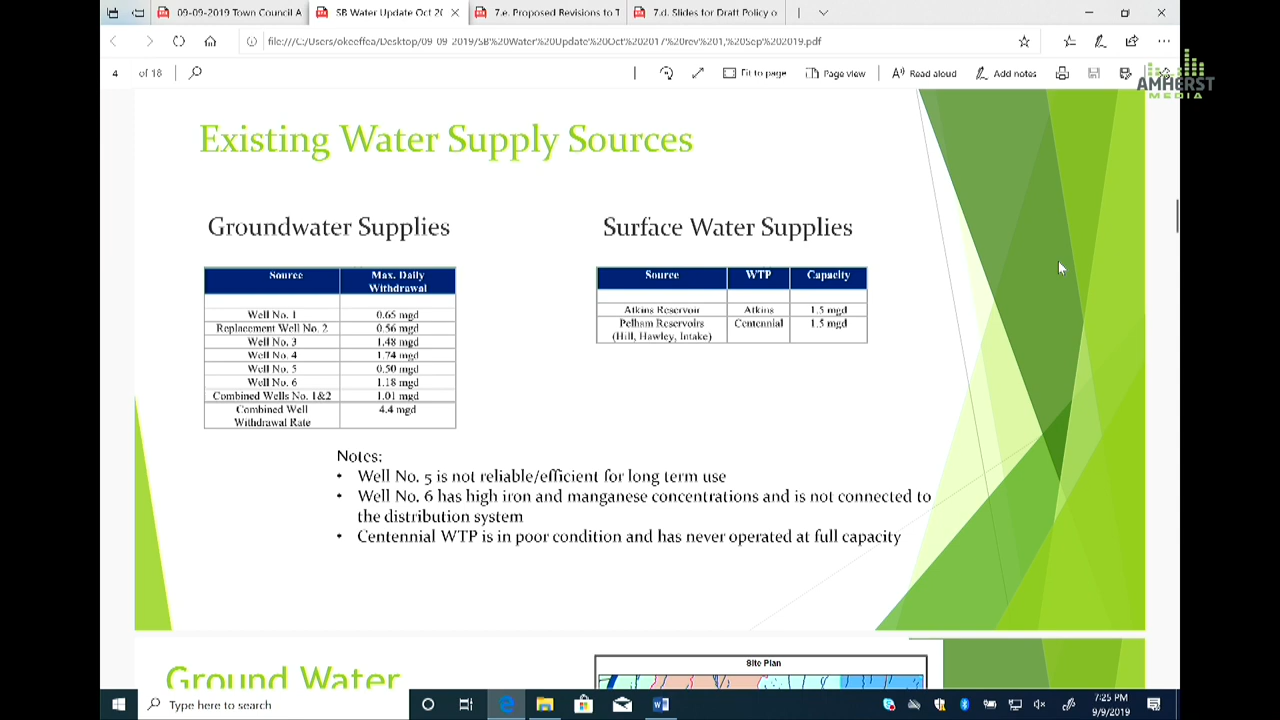 09-09-2019 Town Council A
SB Water Update Oct 20
7.e. Proposed Revisions to T
7.d. Slides for Draft Policy o
file:///C:/Users/okeeffea/Desktop/09-09-2019/SB%20Water%20Update%20Oct%202017%20rev%201,%20Sep%202019.pdf
4 of 18
Fit to page
Page view
Read aloud
Add notes
AMHERST
MEDIA
Existing Water Supply Sources
Groundwater Supplies
Source Max. Daily
Withdrawal
Well No. 1 0.65 mgd
Replacement Well No. 2 0.56 mgd
Well No. 3 1.48 mgd
Well No. 4 1.74 mgd
Well No. 5 0.50 mgd
Well No. 6 1.18 mgd
Combined Wells No. 1&2 1.01 mgd
Combined Well 4.4 mgd
Withdrawal Rate
Surface Water Supplies
Source WTP Capacity
Atkins Reservoir Atkins 1.5 mgd
Pelham Reservoirs Centennial 1.5 mgd
(Hill, Hawley, Intake)
Notes:
• Well No. 5 is not reliable/efficient for long term use
• Well No. 6 has high iron and manganese concentrations and is not connected to
the distribution system
• Centennial WTP is in poor condition and has never operated at full capacity
Ground Water
Site Plan
Type here to search
7:25 PM
9/9/2019